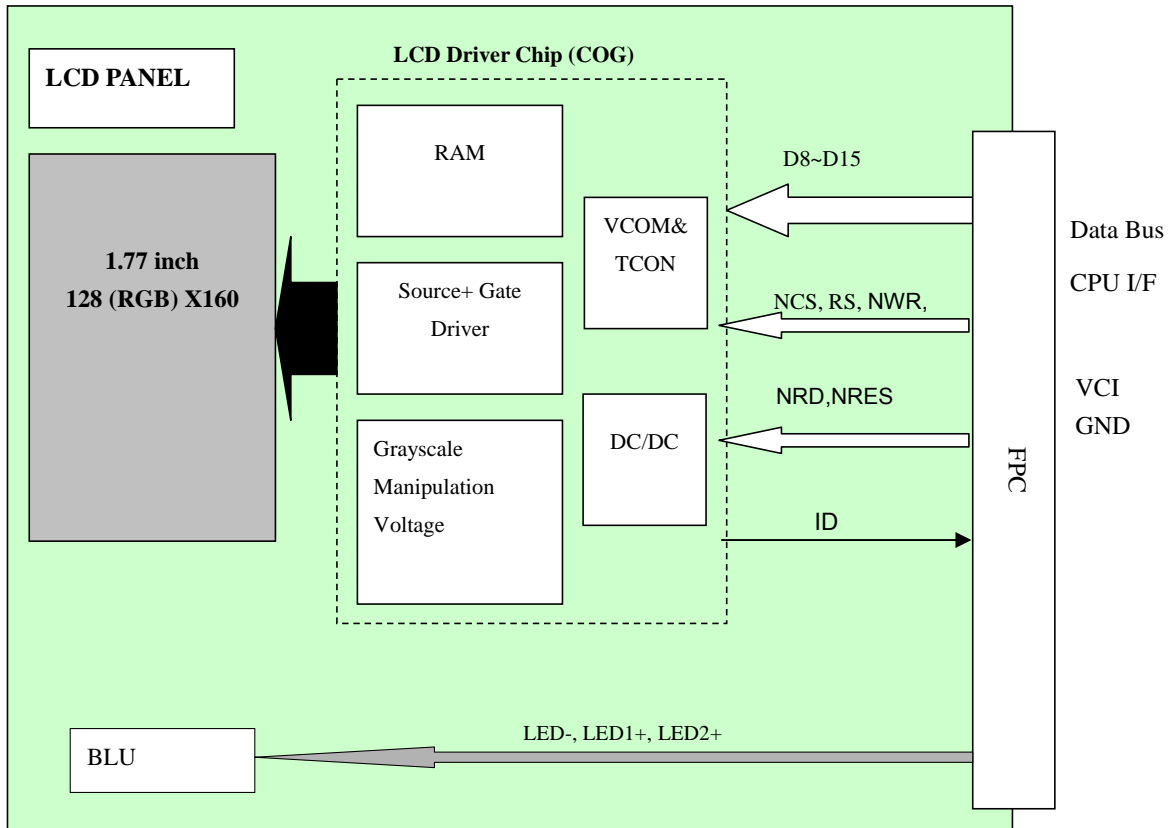 LCD Driver Chip (COG)
LCD PANEL
RAM
D8~D15
VCOM&
TCON
Data Bus
CPU I/F
1.77 inch
128 (RGB) X160
Source+ Gate
Driver
NCS, RS, NWR,
NRD,NRES
VCI
GND
Grayscale
Manipulation
Voltage
DC/DC
FPC
ID
LED-, LED1+, LED2+
BLU